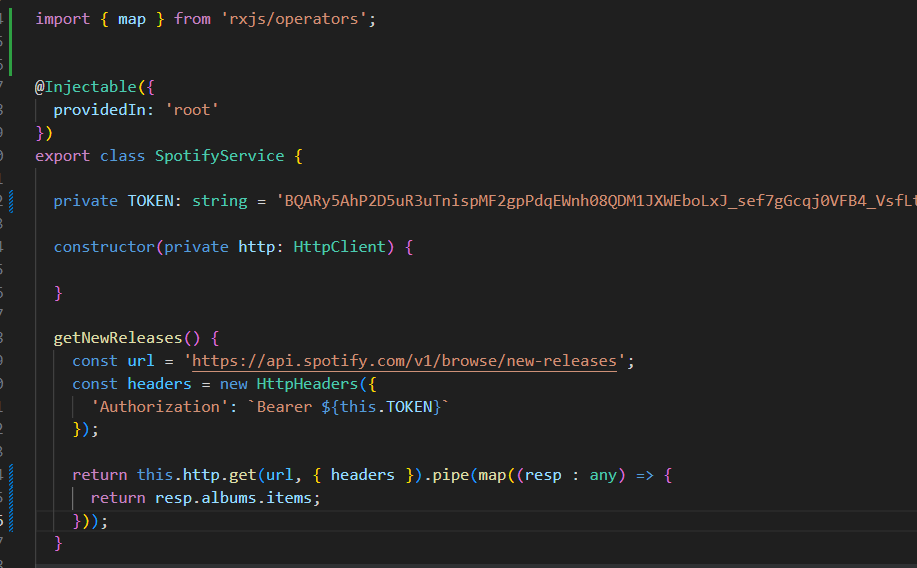 import { map } from 'rxjs/operators';
@Injectable({
providedIn: 'root'
})
export class SpotifyService {
private TOKEN: string = 'BQARy5AhP2D5uR3uTnispMF2gpPdqEWnh08QDM1JXWEboLxJ_sef7gGcqj0VFB4_VsfLt
constructor(private http: HttpClient) {
}
getNewReleases() {
const url = 'https://api.spotify.com/v1/browse/new-releases';
const headers = new HttpHeaders({
'Authorization': `Bearer ${this.TOKEN}`
});
return this.http.get(url, { headers }).pipe(map((resp : any) => {
return resp.albums.items;
}));
}